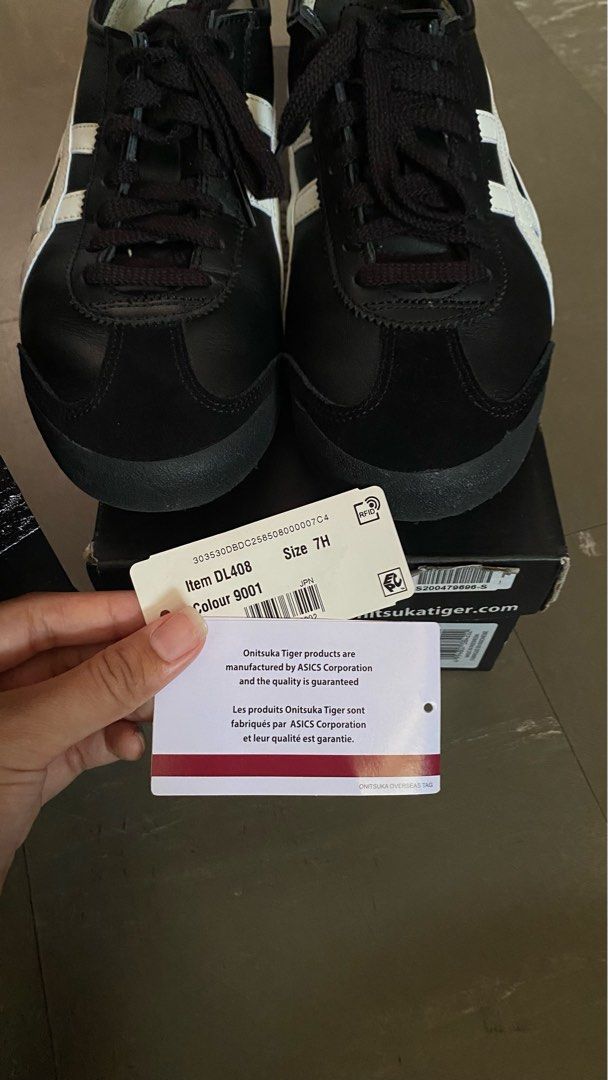 303530DBDC258508000007C4
RFID
Item DL408 Size 7H
Colour 9001
JPN
S200479696-S
nitsukatiger.com
Onitsuka Tiger products are
manufactured by ASICS Corporation
and the quality is guaranteed
Les produits Onitsuka Tiger sont
fabriqués par ASICS Corporation
et leur qualité est garantie.
ONITSUKA OVERSEAS TAG